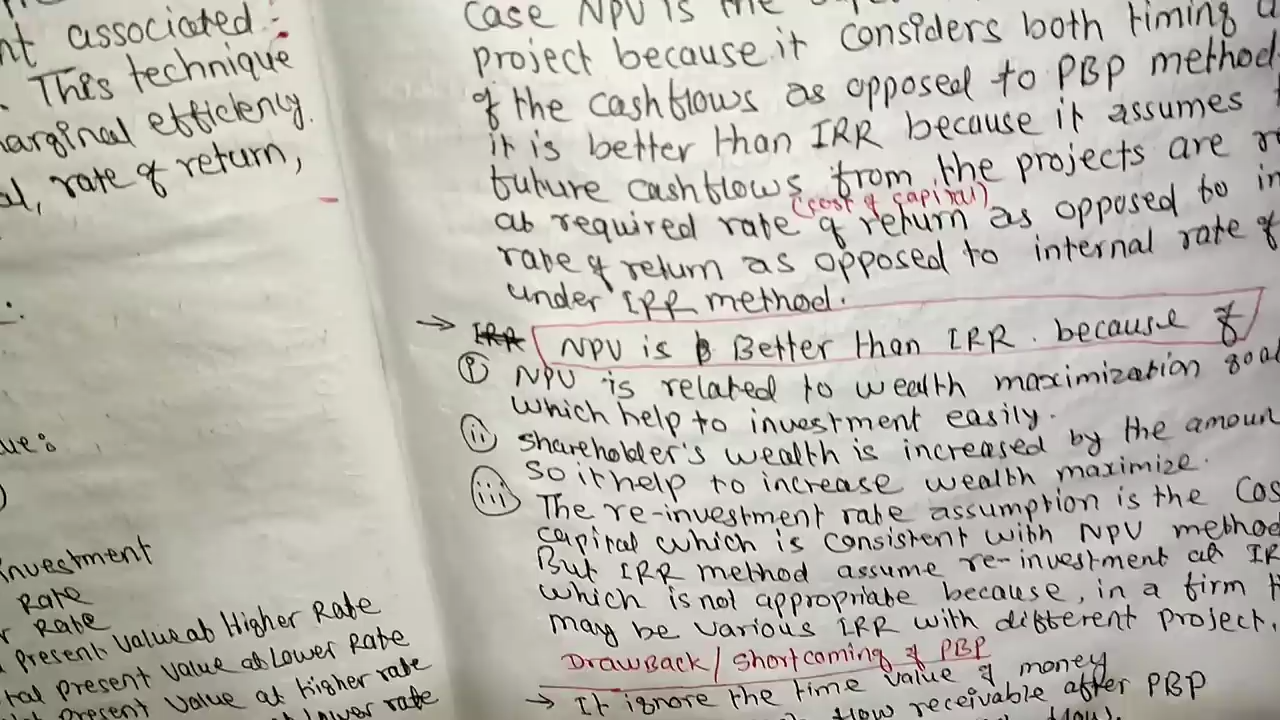 nt associated :-
. This technique
arginal efficiency.
al, rate of return,
ue:
investment
Rate
r Rate
Present Value at Higher Rate
tal present Value at Lower Rate
Present Value at higher rate
lower rate
Case NPV is the
project because it considers both timing a
of the cashflows as opposed to PBP method
it is better than IRR because it assumes
future cashflows from the projects are
(cost of capital)
at required rate of return as opposed to in
rate of return as opposed to internal rate of
under IRR method.
→ NPV is Better than IRR. because of
(i) NPV is related to wealth maximization goal
which help to investment easily.
(ii) shareholder's wealth is increased by the amoun
So it help to increase wealth maximize.
(iii) The re-investment rate assumption is the Cos
capital which is consistent with NPV method
But IRR method assume re-investment at IR
which is not appropriate because, in a firm
may be various IRR with different project.
DrawBack / Shortcoming of PBP
→ It ignore the time value of money
flow receivable after PBP